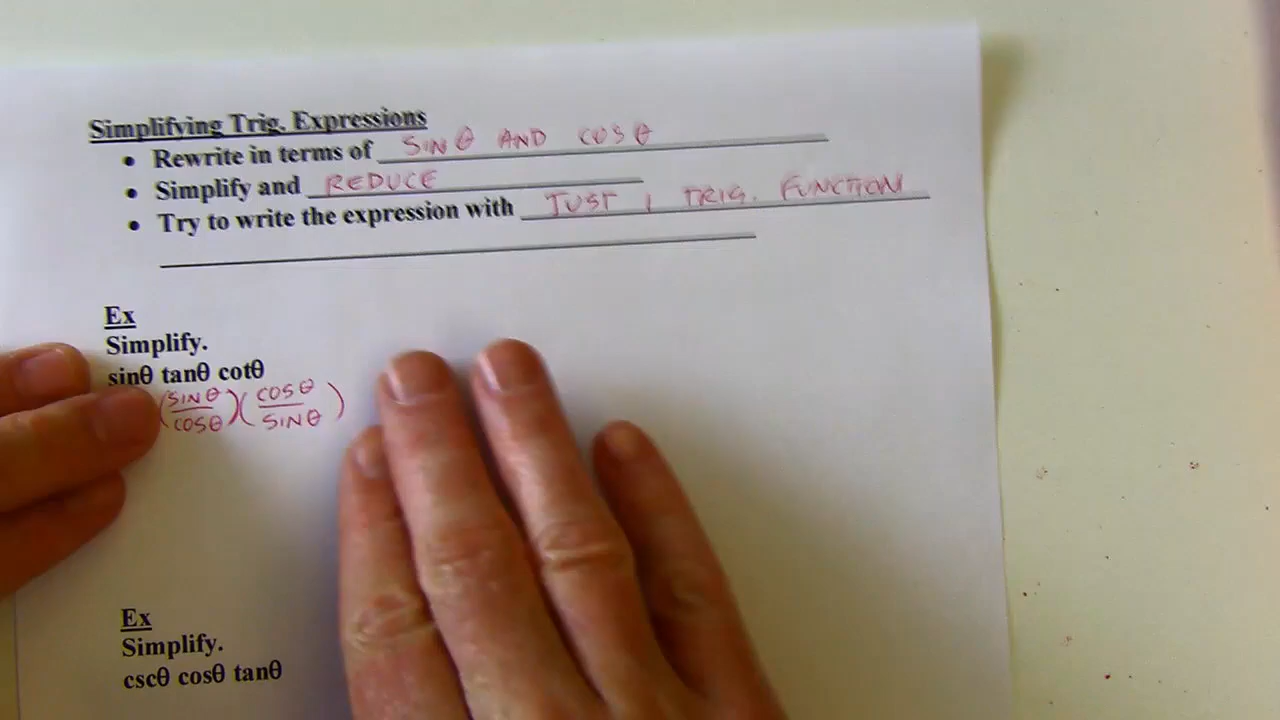 Simplifying Trig. Expressions
• Rewrite in terms of SIN θ AND COS θ
• Simplify and REDUCE
• Try to write the expression with JUST 1 TRIG. FUNCTION
Ex
Simplify.
sinθ tanθ cotθ
(SINθ/COSθ)(COSθ/SINθ)
Ex
Simplify.
cscθ cosθ tanθ